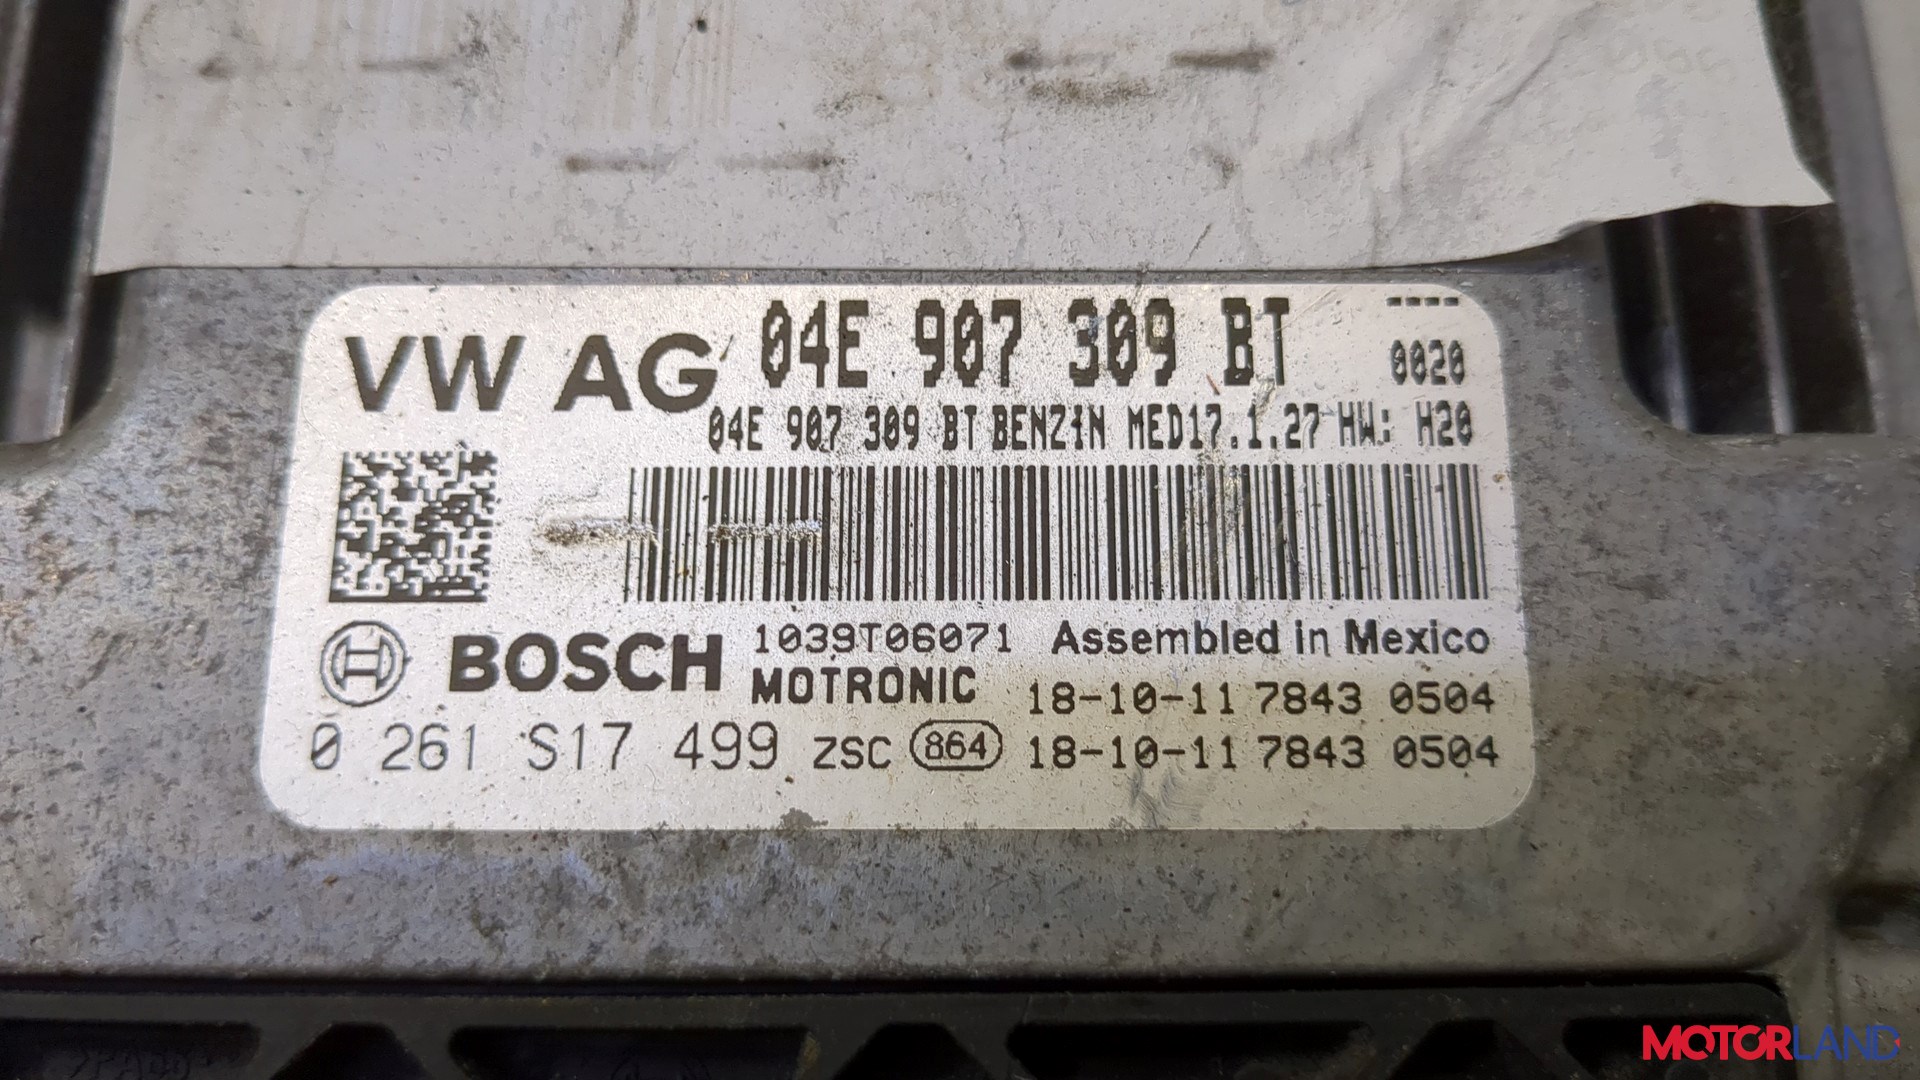 VW AG 04E 907 309 BT ----
0020
04E 907 309 BT BENZIN MED17.1.27 HW: H20
BOSCH 1039T06071 Assembled in Mexico
MOTRONIC 18-10-11 7843 0504
0 261 S17 499 ZSC 864 18-10-11 7843 0504
MOTORLAND